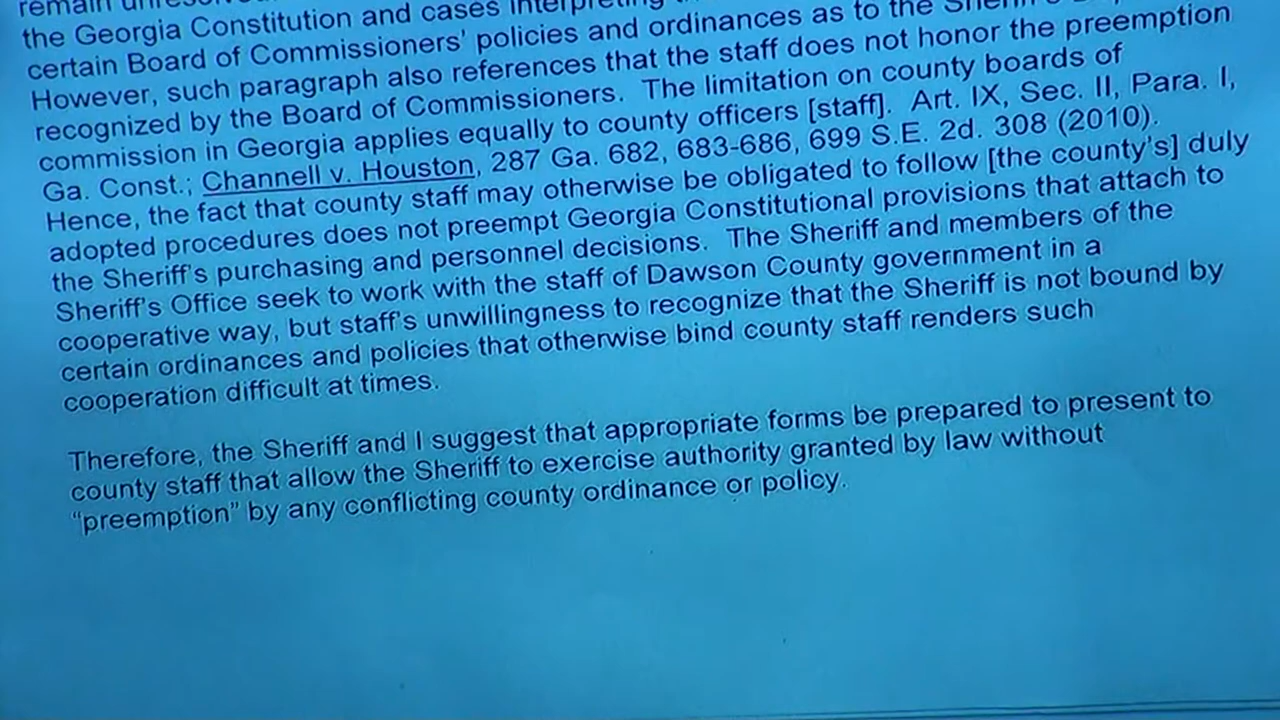 remain
the Georgia Constitution and cases interpreting
certain Board of Commissioners' policies and ordinances as to the
However, such paragraph also references that the staff does not honor the preemption
recognized by the Board of Commissioners. The limitation on county boards of
commission in Georgia applies equally to county officers [staff]. Art. IX, Sec. II, Para. I,
Ga. Const.; Channell v. Houston, 287 Ga. 682, 683-686, 699 S.E. 2d. 308 (2010).
Hence, the fact that county staff may otherwise be obligated to follow [the county's] duly
adopted procedures does not preempt Georgia Constitutional provisions that attach to
the Sheriff's purchasing and personnel decisions. The Sheriff and members of the
Sheriff's Office seek to work with the staff of Dawson County government in a
cooperative way, but staff's unwillingness to recognize that the Sheriff is not bound by
certain ordinances and policies that otherwise bind county staff renders such
cooperation difficult at times.
Therefore, the Sheriff and I suggest that appropriate forms be prepared to present to
county staff that allow the Sheriff to exercise authority granted by law without
“preemption” by any conflicting county ordinance or policy.